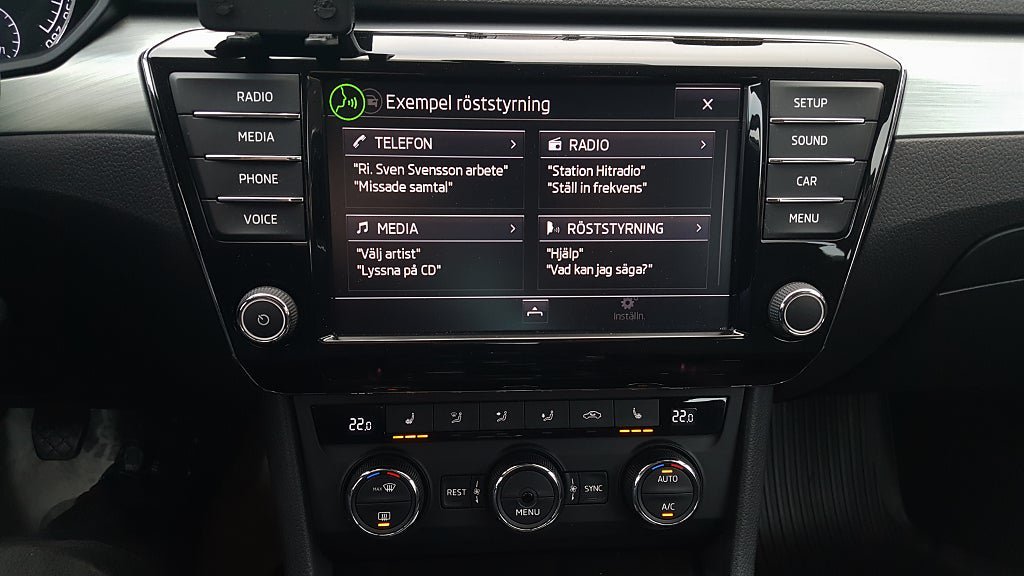 Exempel röststyrning
RADIO
MEDIA
PHONE
VOICE
TELEFON
"Ri. Sven Svensson arbete"
"Missade samtal"
RADIO
"Station Hitradio"
"Ställ in frekvens"
MEDIA
"Välj artist"
"Lyssna på CD"
RÖSTSTYRNING
"Hjälp"
"Vad kan jag säga?"
Inställn.
SETUP
SOUND
CAR
MENU
22.0
22.0
MAX
REST
MENU
SYNC
AUTO
A/C